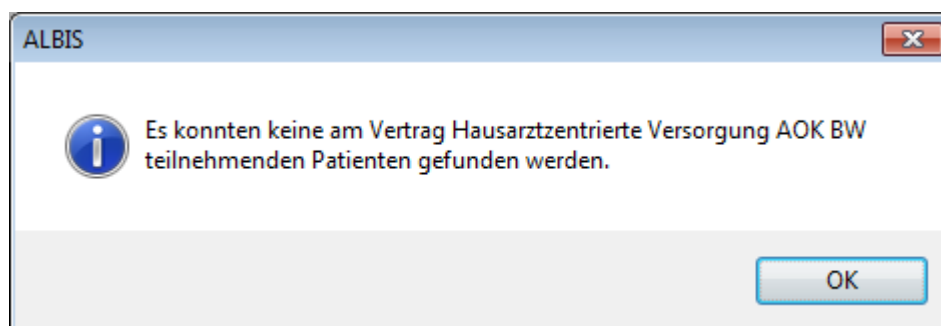 ALBIS
Es konnten keine am Vertrag Hausarztzentrierte Versorgung AOK BW
teilnehmenden Patienten gefunden werden.
OK